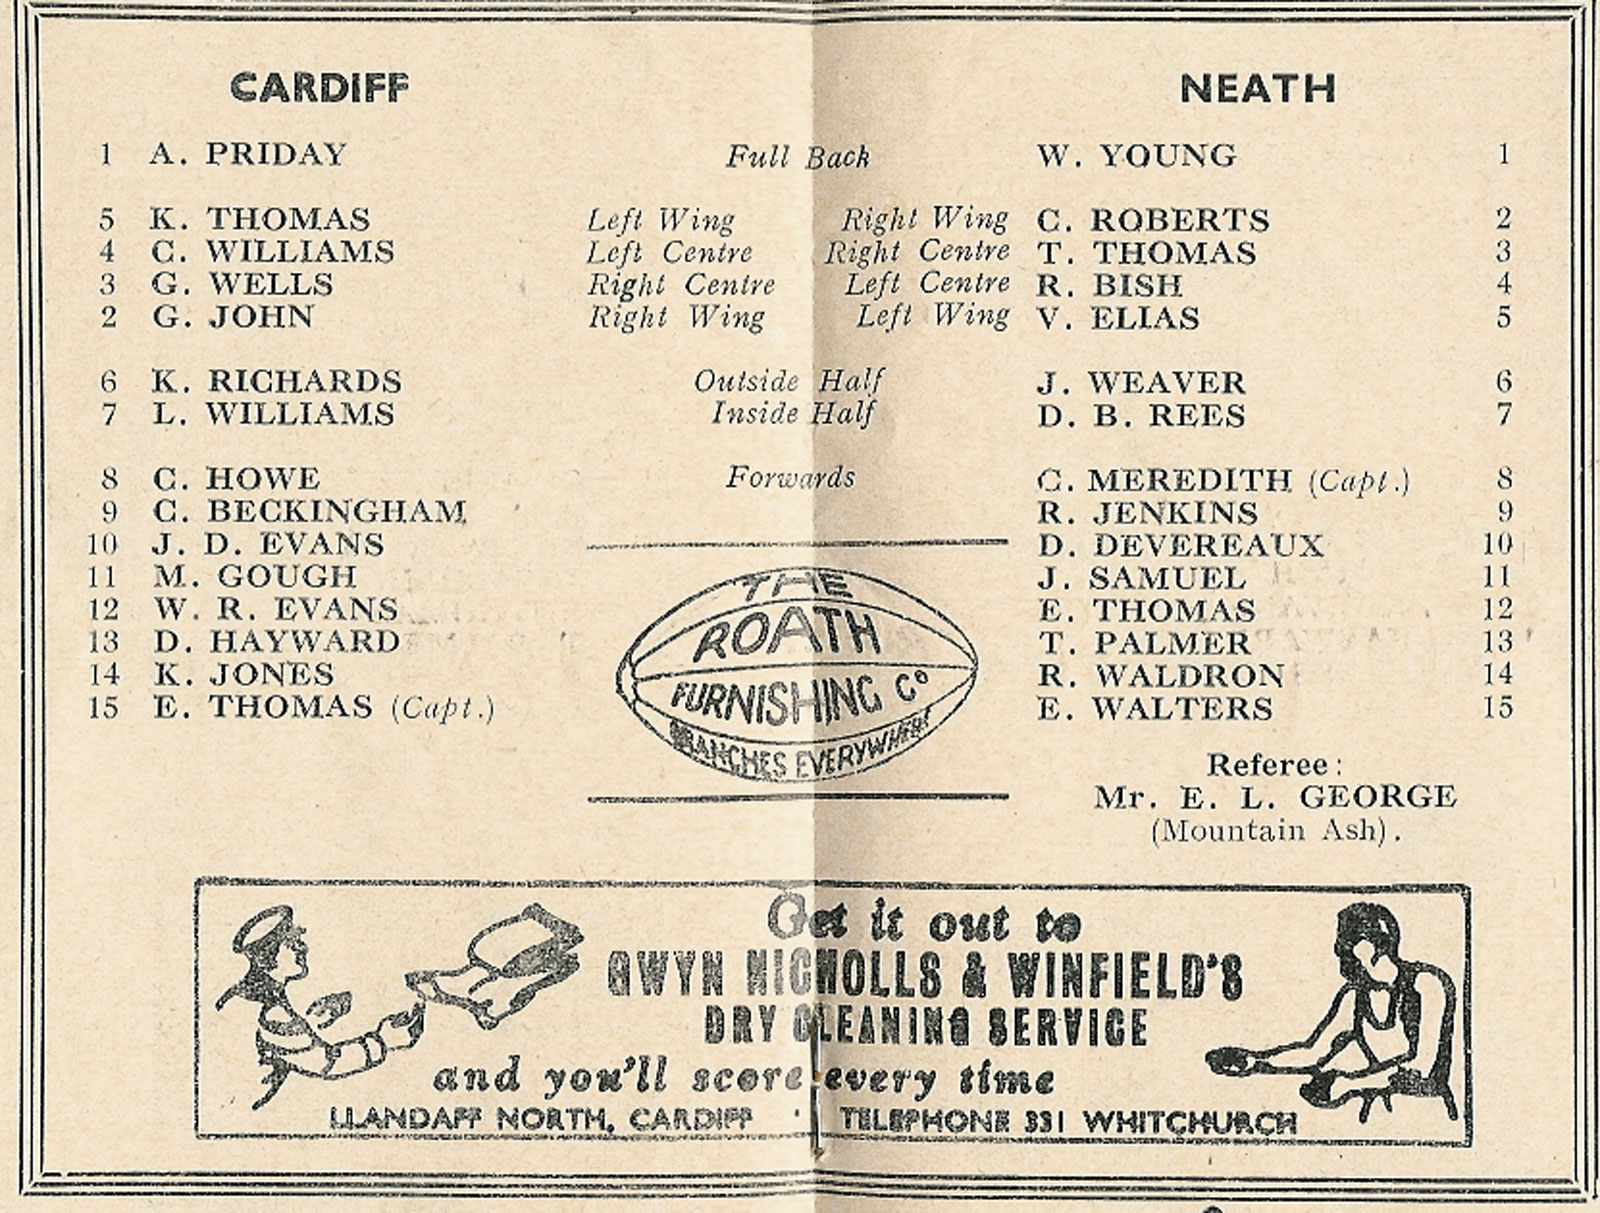 CARDIFF NEATH
1 A. PRIDAY Full Back W. YOUNG 1
5 K. THOMAS Left Wing Right Wing C. ROBERTS 2
4 C. WILLIAMS Left Centre Right Centre T. THOMAS 3
3 G. WELLS Right Centre Left Centre R. BISH 4
2 G. JOHN Right Wing Left Wing V. ELIAS 5
6 K. RICHARDS Outside Half J. WEAVER 6
7 L. WILLIAMS Inside Half D. B. REES 7
8 C. HOWE Forwards C. MEREDITH (Capt.) 8
9 C. BECKINGHAM R. JENKINS 9
10 J. D. EVANS D. DEVEREAUX 10
11 M. GOUGH J. SAMUEL 11
12 W. R. EVANS E. THOMAS 12
13 D. HAYWARD T. PALMER 13
14 K. JONES R. WALDRON 14
15 E. THOMAS (Capt.) E. WALTERS 15
THE
ROATH
FURNISHING Co
BRANCHES EVERYWHERE
Referee:
Mr. E. L. GEORGE
(Mountain Ash).
Get it out to
GWYN NICHOLLS & WINFIELD'S
DRY CLEANING SERVICE
and you'll score every time
LLANDAFF NORTH, CARDIFF · TELEPHONE 331 WHITCHURCH